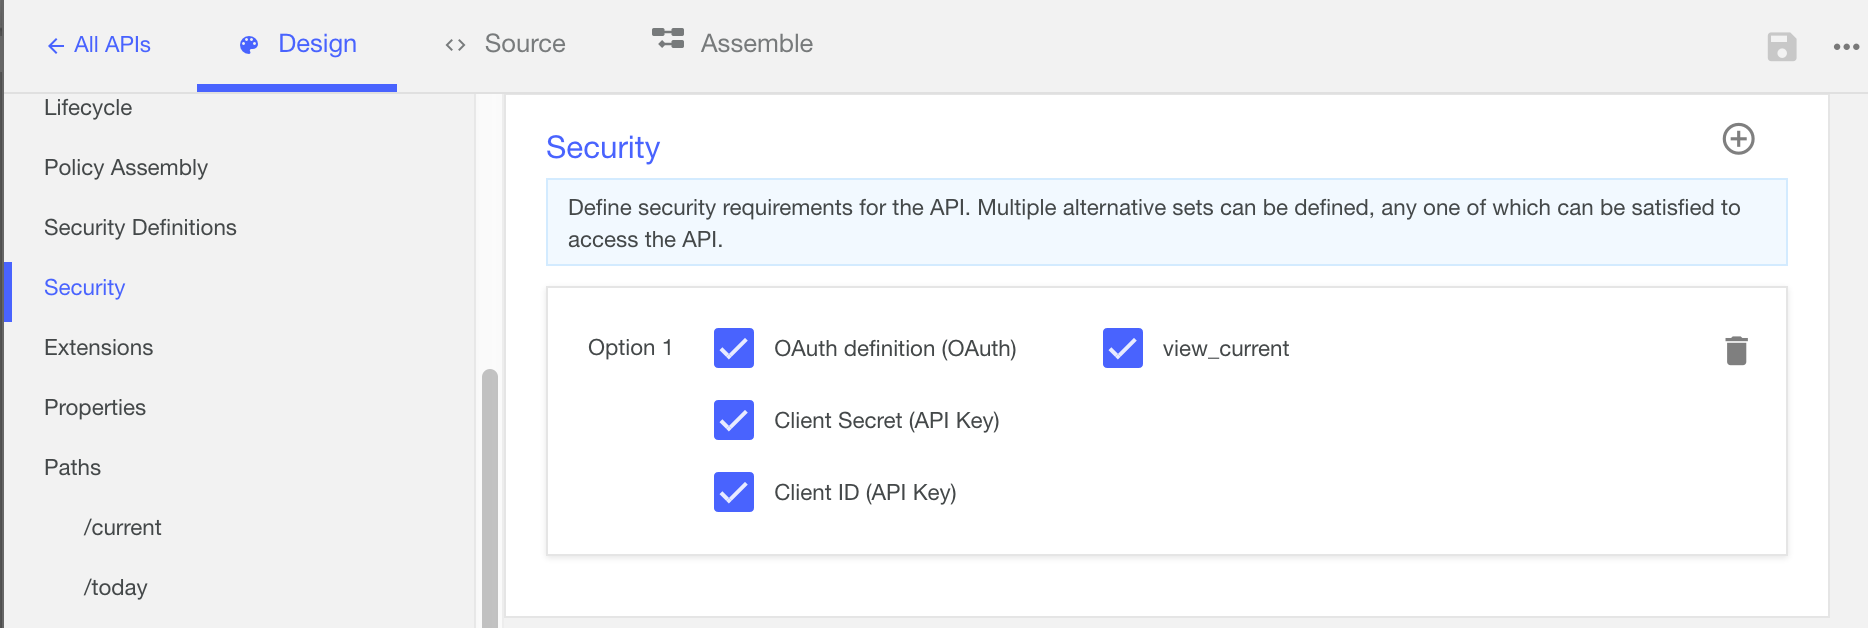 All APIs
Design
Source
Assemble
Lifecycle
Policy Assembly
Security Definitions
Security
Extensions
Properties
Paths
/current
/today
Security
Define security requirements for the API. Multiple alternative sets can be defined, any one of which can be satisfied to
access the API.
Option 1
OAuth definition (OAuth)
view_current
Client Secret (API Key)
Client ID (API Key)